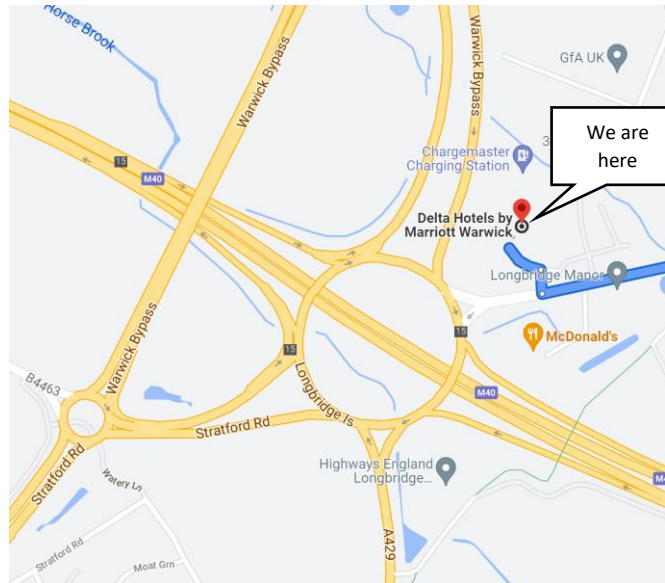 Horse Brook
Warwick Bypass
Warwick Bypass
GfA UK
We are
here
3
15
M40
Chargemaster
Charging Station
Delta Hotels by
Marriott Warwick
Longbridge Manor
Warwick Bypass
15
McDonald's
15
M40
B4463
Longbridge Is
Stratford Rd
Stratford Rd
Highways England
Longbridge...
M4
Watery Ln
A429
Stratford Rd
Moat Grn